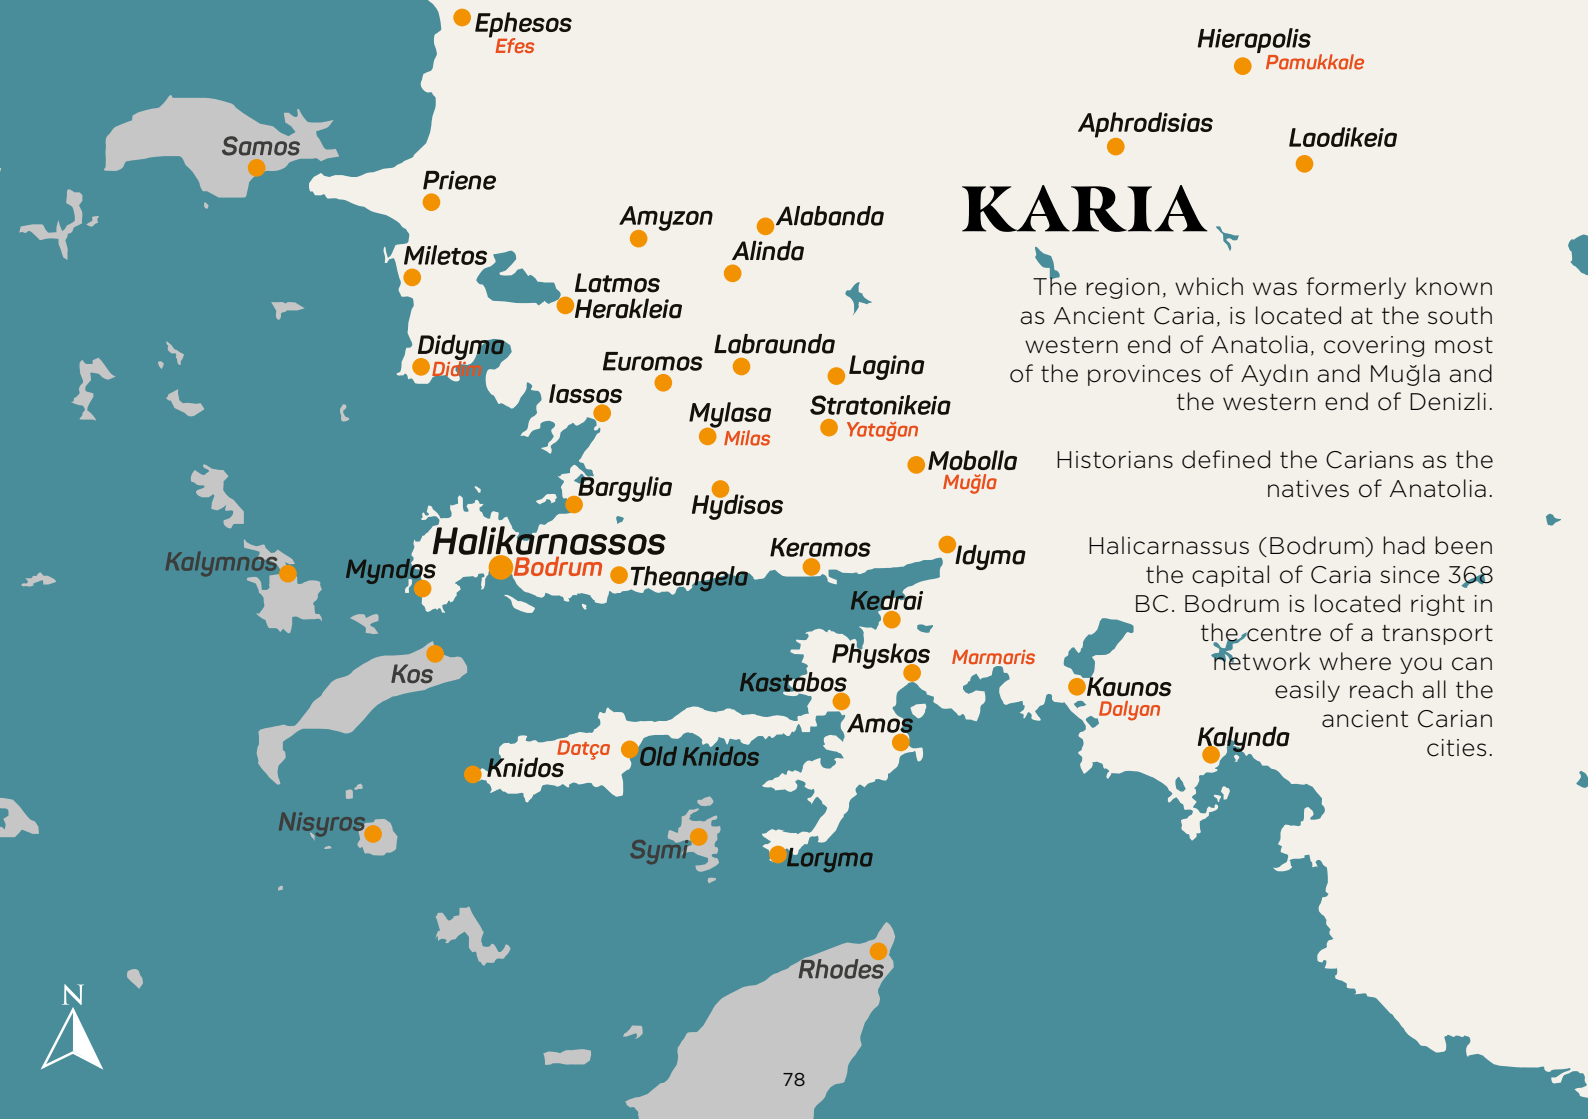 Ephesos
Efes
Hierapolis
Pamukkale
Aphrodisias
Laodikeia
Samos
Priene
KARIA
Amyzon
Alabanda
Alinda
Miletos
Latmos
Herakleia
The region, which was formerly known
as Ancient Caria, is located at the south
western end of Anatolia, covering most
of the provinces of Aydın and Muğla and
the western end of Denizli.
Didyma
Didim
Euromos
Labraunda
Lagina
Iassos
Mylasa
Milas
Stratonikeia
Yatağan
Mobolla
Muğla
Historians defined the Carians as the
natives of Anatolia.
Bargylia
Hydisos
Halikarnassos
Bodrum
Theangela
Keramos
Idyma
Kalymnos
Myndos
Halicarnassus (Bodrum) had been
the capital of Caria since 368
BC. Bodrum is located right in
the centre of a transport
network where you can
easily reach all the
ancient Carian
cities.
Kedrai
Physkos
Marmaris
Kos
Kastabos
Kaunos
Dalyan
Amos
Kalynda
Datça
Old Knidos
Knidos
Nisyros
Symi
Loryma
Rhodes
N
78